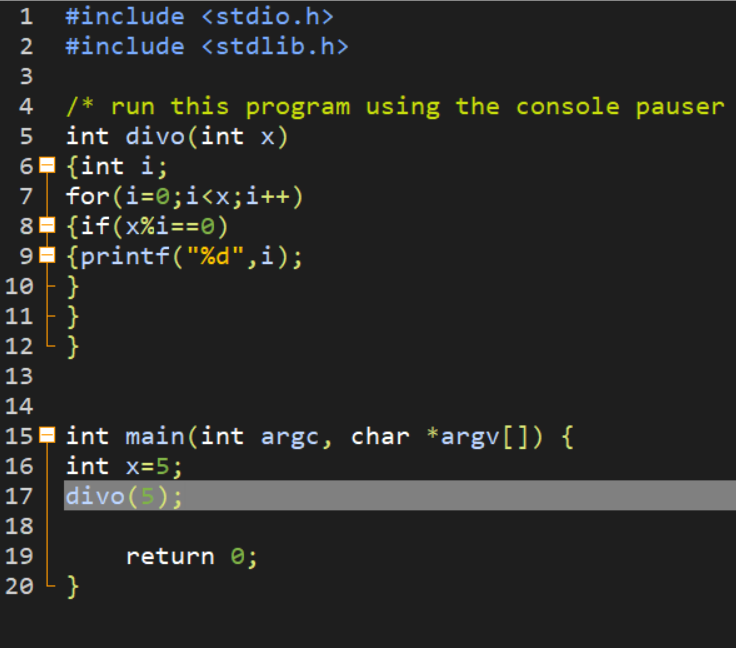 1 #include <stdio.h>
2 #include <stdlib.h>
3
4 /* run this program using the console pauser
5 int divo(int x)
6 {int i;
7 for(i=0;i<x;i++)
8 {if(x%i==0)
9 {printf("%d",i);
10 }
11 }
12 }
13
14
15 int main(int argc, char *argv[]) {
16 int x=5;
17 divo(5);
18
19 return 0;
20 }